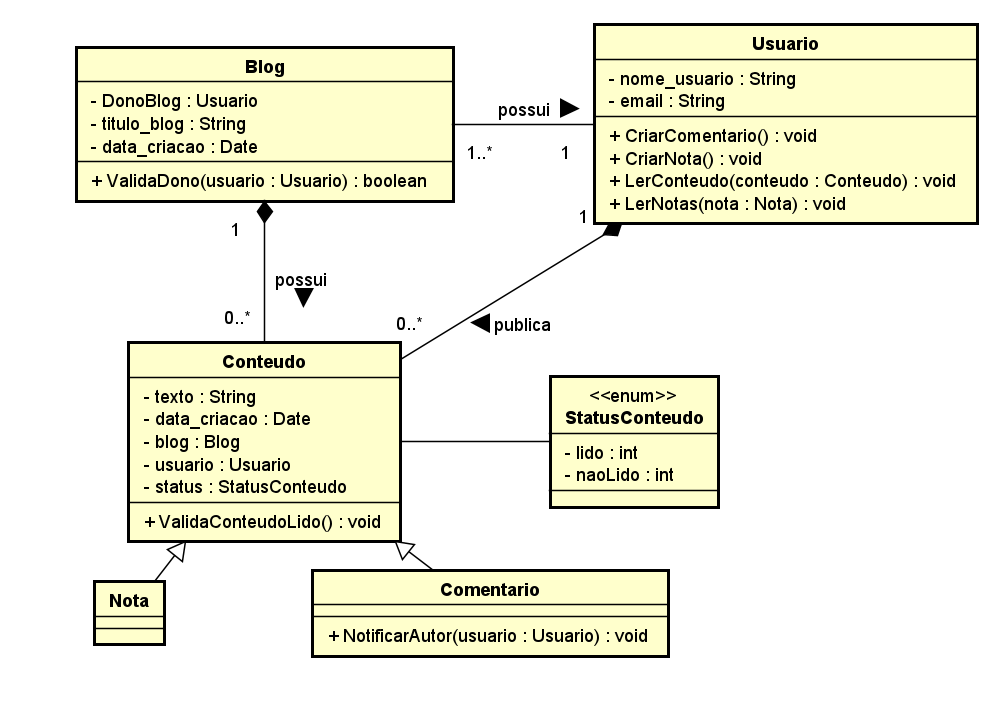 Blog
- DonoBlog : Usuario
- titulo_blog : String
- data_criacao : Date
+ ValidaDono(usuario : Usuario) : boolean
possui
1..*
1
Usuario
- nome_usuario : String
- email : String
+ CriarComentario() : void
+ CriarNota() : void
+ LerConteudo(conteudo : Conteudo) : void
+ LerNotas(nota : Nota) : void
1
1
possui
0..*
0..*
publica
Conteudo
- texto : String
- data_criacao : Date
- blog : Blog
- usuario : Usuario
- status : StatusConteudo
+ ValidaConteudoLido() : void
<<enum>>
StatusConteudo
- lido : int
- naoLido : int
Nota
Comentario
+ NotificarAutor(usuario : Usuario) : void